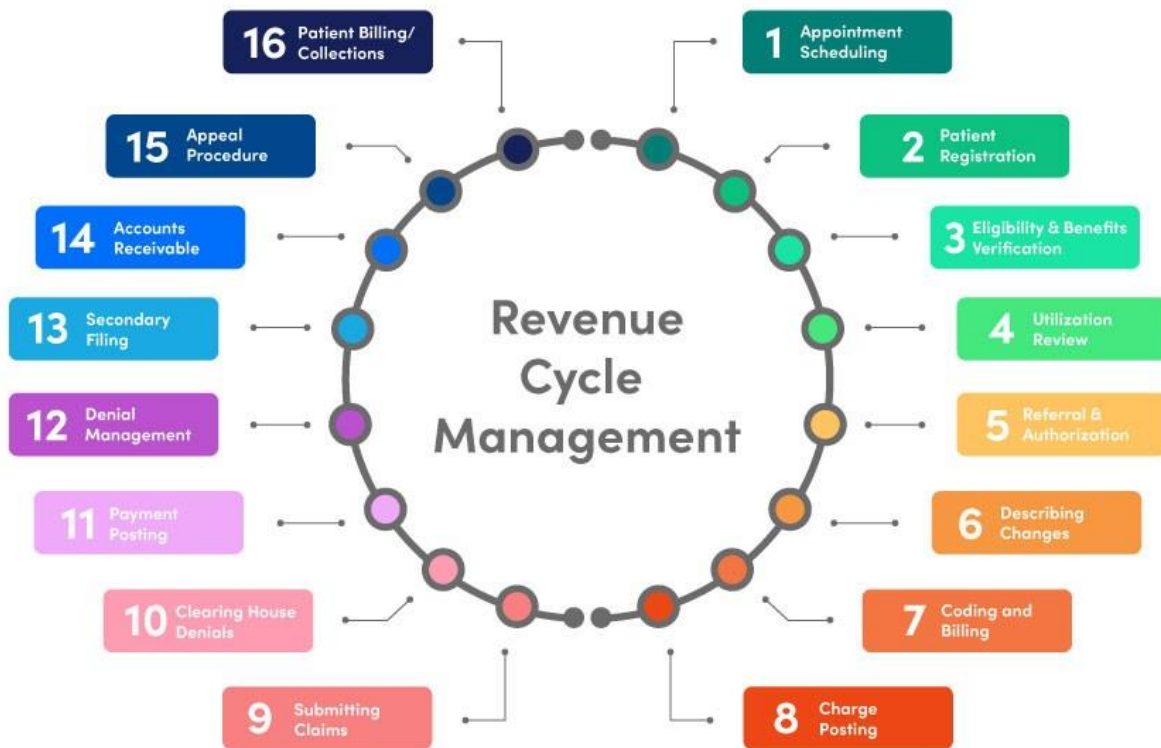 Revenue
Cycle
Management
1 Appointment
Scheduling
2 Patient
Registration
3 Eligibility & Benefits
Verification
4 Utilization
Review
5 Referral &
Authorization
6 Describing
Changes
7 Coding and
Billing
8 Charge
Posting
9 Submitting
Claims
10 Clearing House
Denials
11 Payment
Posting
12 Denial
Management
13 Secondary
Filing
14 Accounts
Receivable
15 Appeal
Procedure
16 Patient Billing/
Collections